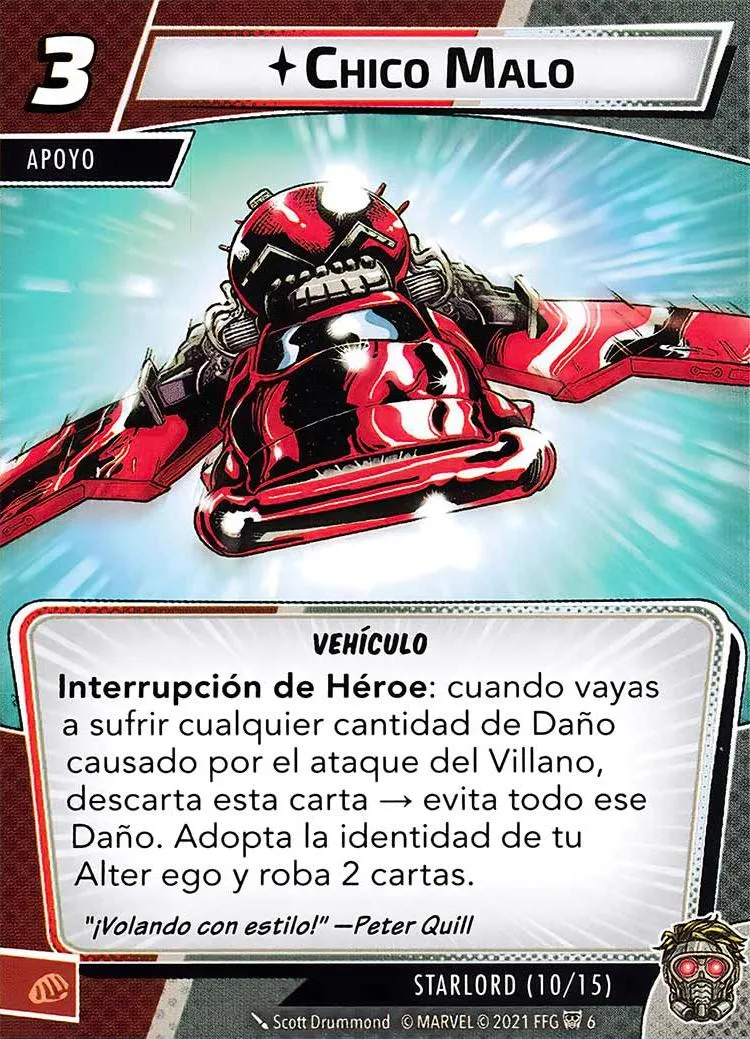 3
Chico Malo
APOYO
VEHÍCULO
Interrupción de Héroe: cuando vayas
a sufrir cualquier cantidad de Daño
causado por el ataque del Villano,
descarta esta carta → evita todo ese
Daño. Adopta la identidad de tu
Alter ego y roba 2 cartas.
"¡Volando con estilo!" —Peter Quill
STARLORD (10/15)
Scott Drummond © MARVEL © 2021 FFG 6